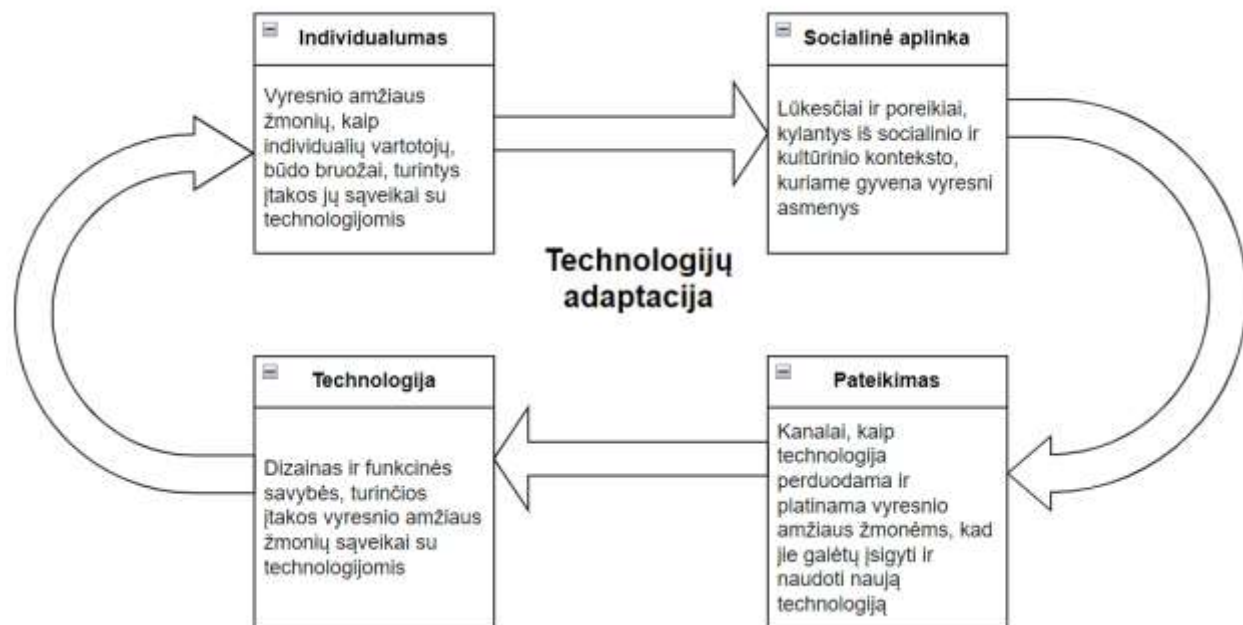 Individualumas
Vyresnio amžiaus
žmonių, kaip
individualių vartotojų,
būdo bruožai, turintys
įtakos jų sąveikai su
technologijomis
Socialinė aplinka
Lūkesčiai ir poreikiai,
kylantys iš socialinio ir
kultūrinio konteksto,
kuriame gyvena vyresni
asmenys
Technologijų
adaptacija
Technologija
Dizainas ir funkcinės
savybės, turinčios
įtakos vyresnio amžiaus
žmonių sąveikai su
technologijomis
Pateikimas
Kanalai, kaip
technologija
perduodama ir
platinama vyresnio
amžiaus žmonėms, kad
jie galėtų įsigyti ir
naudoti naują
technologiją